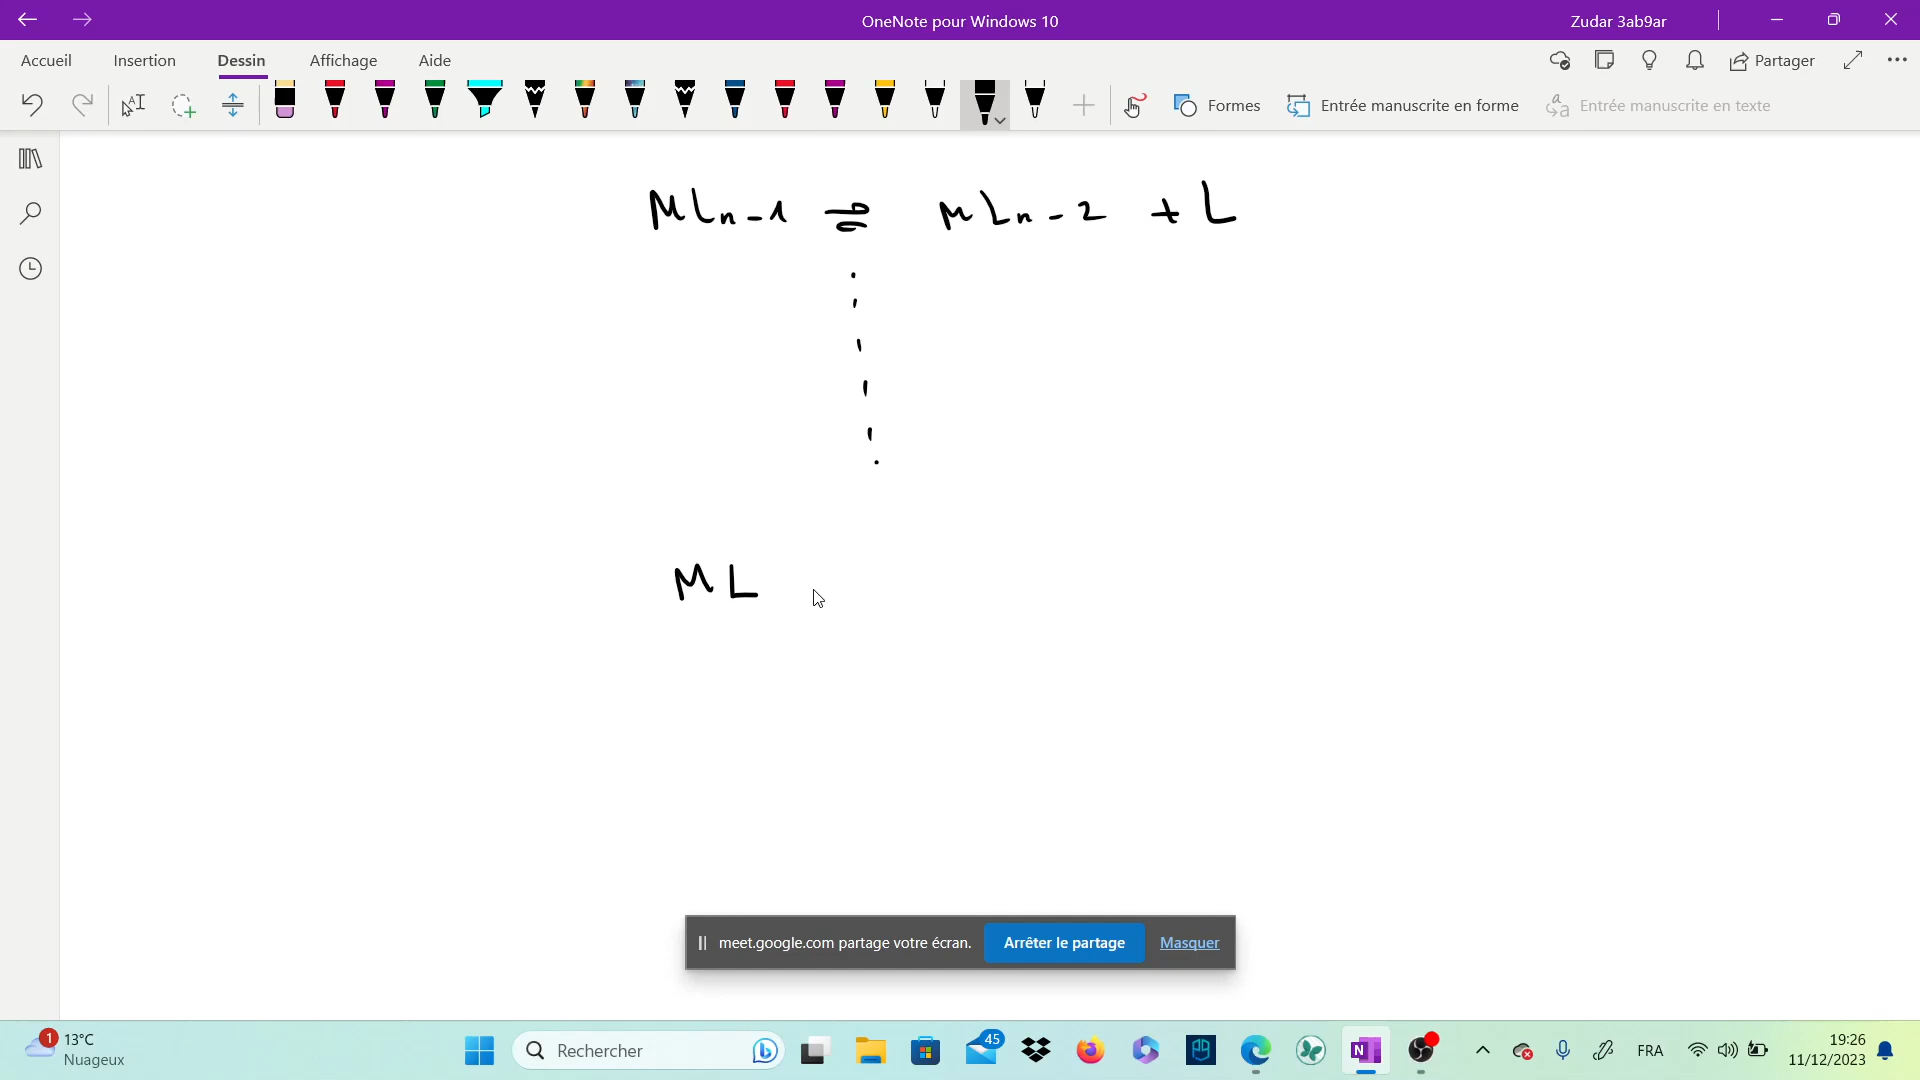 OneNote pour Windows 10
Zudar 3ab9ar
Accueil Insertion Dessin Affichage Aide
Partager
Formes Entrée manuscrite en forme Entrée manuscrite en texte
MLn-1 ⇌ MLn-2 + L
ML
meet.google.com partage votre écran. Arrêter le partage Masquer
1 13°C
Nuageux
Rechercher
45
FRA
19:26
11/12/2023